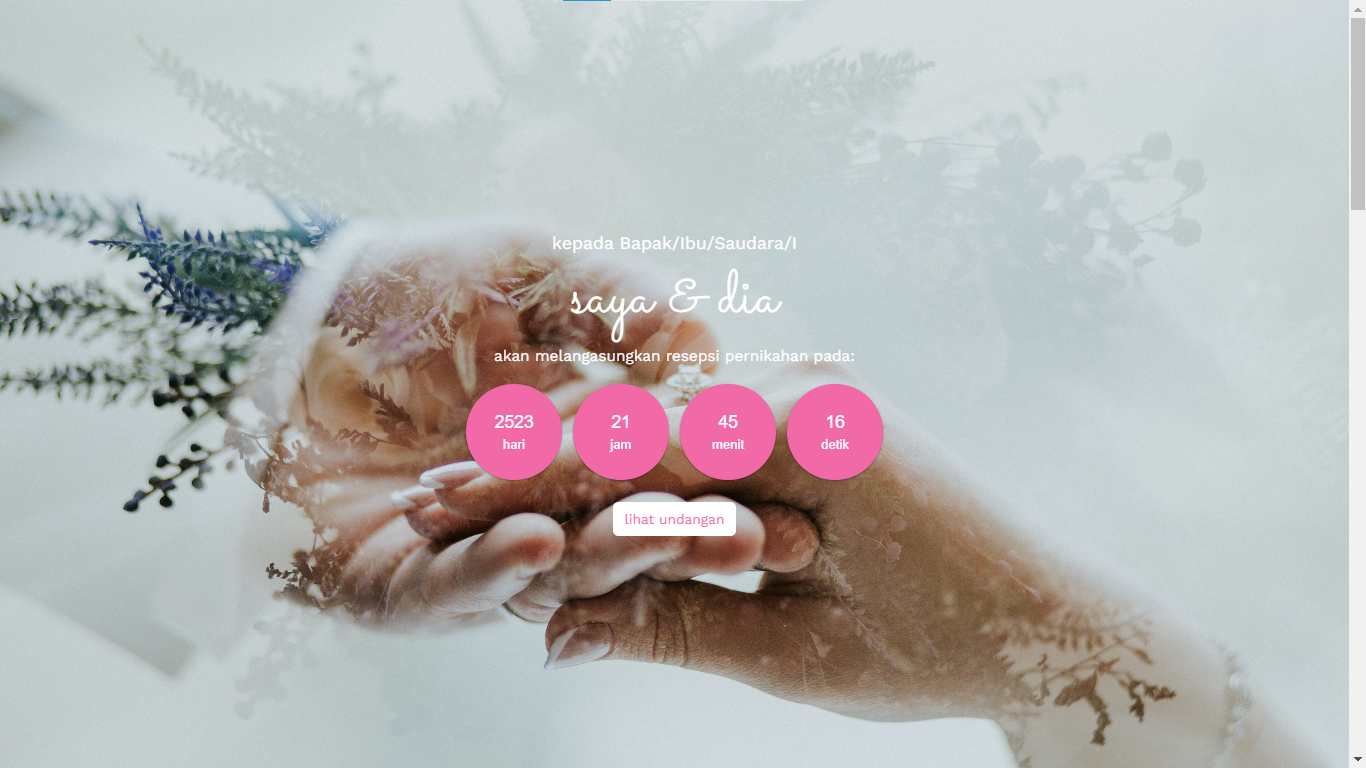 kepada Bapak/Ibu/Saudara/I
saya & dia
akan melangasungkan resepsi pernikahan pada:
2523 21 45 16
hari jam menit detik
lihat undangan